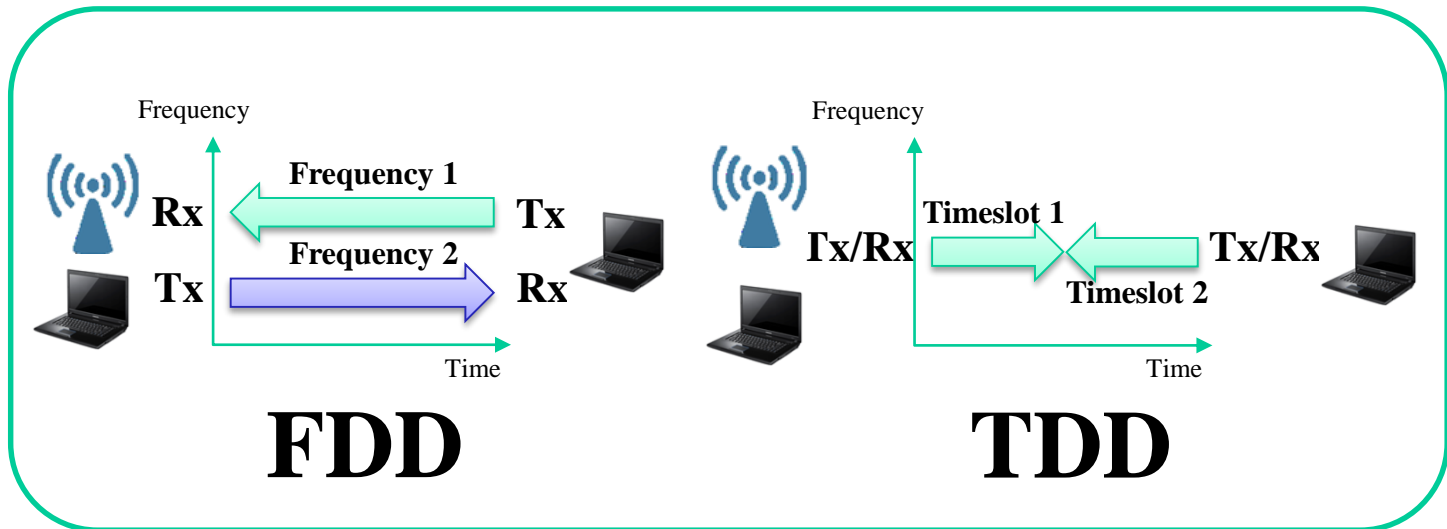 Frequency
Frequency 1
Rx
Tx
Frequency 2
Tx
Rx
Time
FDD
Frequency
Timeslot 1
Tx/Rx
Tx/Rx
Timeslot 2
Time
TDD